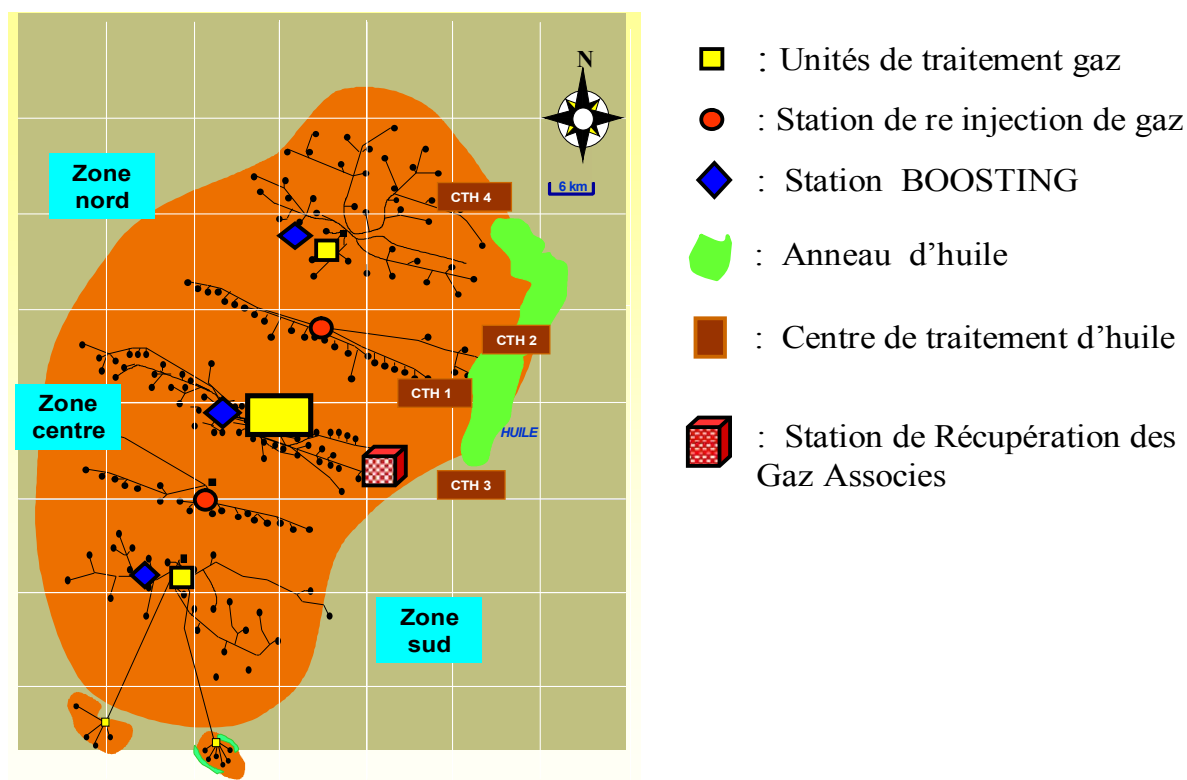 N
Zone
nord
6 km
CTH 4
CTH 2
CTH 1
Zone
centre
HUILE
CTH 3
Zone
sud
: Unités de traitement gaz
: Station de re injection de gaz
: Station BOOSTING
: Anneau d'huile
: Centre de traitement d'huile
: Station de Récupération des
Gaz Associes